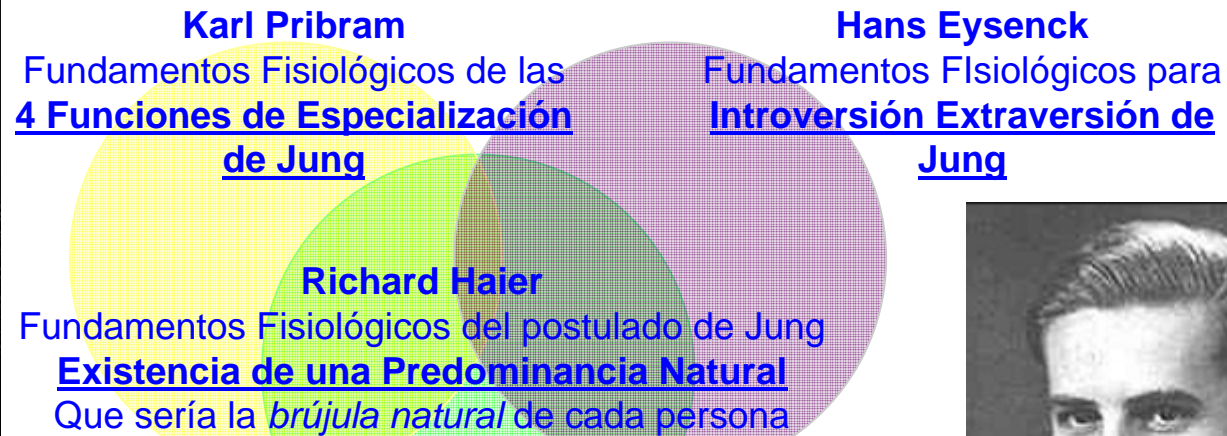 Karl Pribram
Fundamentos Fisiológicos de las
4 Funciones de Especialización
de Jung
Hans Eysenck
Fundamentos FIsiológicos para
Introversión Extraversión de
Jung
Richard Haier
Fundamentos Fisiológicos del postulado de Jung
Existencia de una Predominancia Natural
Que sería la brújula natural de cada persona